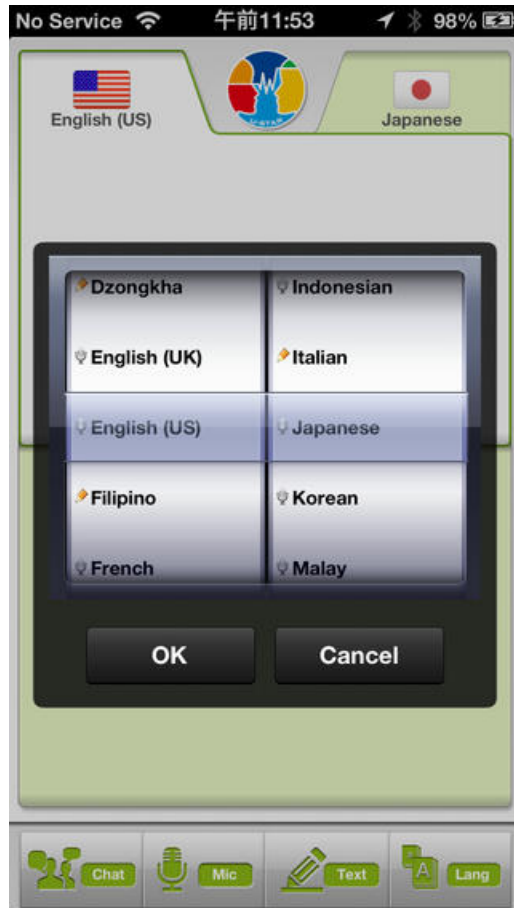 No Service 午前11:53 98%
English (US) Japanese
U-STAR
Dzongkha Indonesian
English (UK) Italian
English (US) Japanese
Filipino Korean
French Malay
OK Cancel
Chat Mic Text A Lang